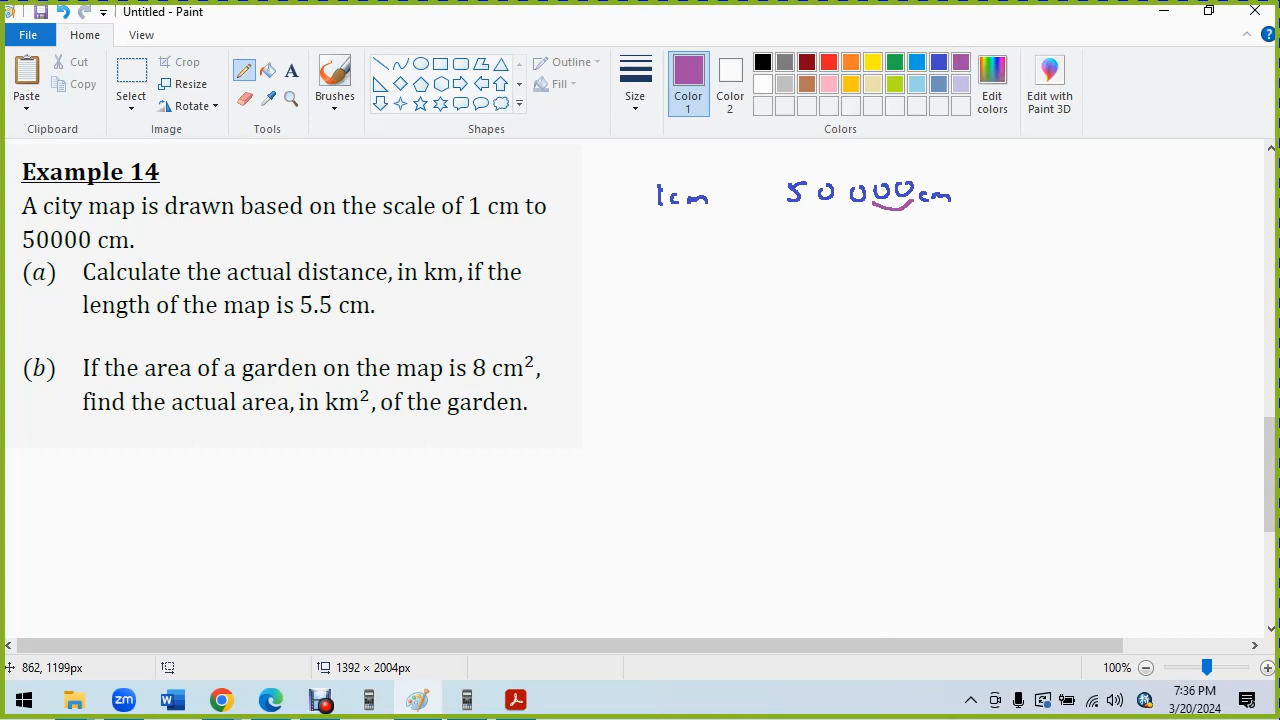 Untitled - Paint
File Home View
Paste
Cut
Copy
Clipboard
Select
Crop
Resize
Rotate
Image
Tools
Brushes
Shapes
Outline
Fill
Size
Color 1
Color 2
Colors
Edit colors
Edit with Paint 3D
Example 14
A city map is drawn based on the scale of 1 cm to
50000 cm.
(a) Calculate the actual distance, in km, if the
length of the map is 5.5 cm.
(b) If the area of a garden on the map is 8 cm²,
find the actual area, in km², of the garden.
1cm 50000cm
862, 1199px
1392 × 2004px
100%
zm
7:36 PM
3/20/2024